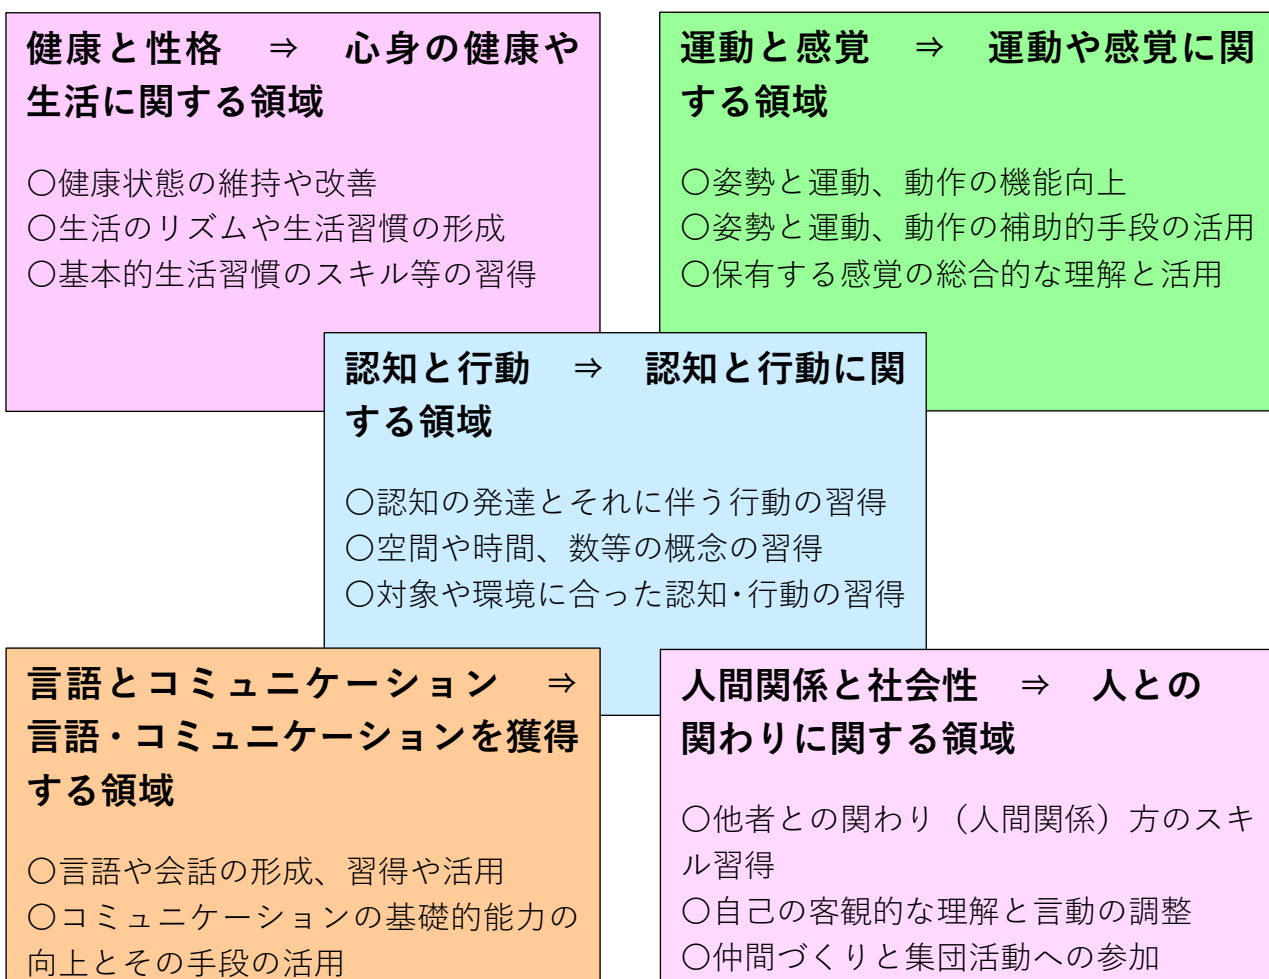 健康と性格　⇒　心身の健康や
生活に関する領域
〇健康状態の維持や改善
〇生活のリズムや生活習慣の形成
〇基本的生活習慣のスキル等の習得
運動と感覚　⇒　運動や感覚に関
する領域
〇姿勢と運動、動作の機能向上
〇姿勢と運動、動作の補助的手段の活用
〇保有する感覚の総合的な理解と活用
認知と行動　⇒　認知と行動に関
する領域
〇認知の発達とそれに伴う行動の習得
〇空間や時間、数等の概念の習得
〇対象や環境に合った認知・行動の習得
言語とコミュニケーション　⇒
言語・コミュニケーションを獲得
する領域
〇言語や会話の形成、習得や活用
〇コミュニケーションの基礎的能力の
向上とその手段の活用
人間関係と社会性　⇒　人との
関わりに関する領域
〇他者との関わり（人間関係）方のスキ
ル習得
〇自己の客観的な理解と言動の調整
〇仲間づくりと集団活動への参加